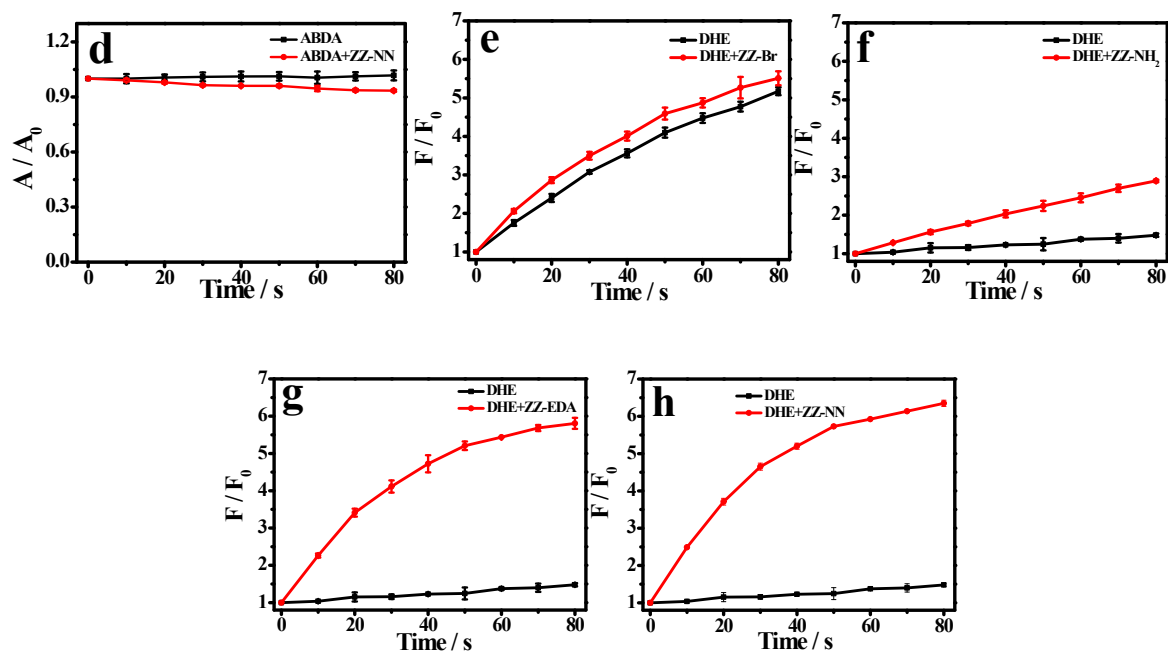 d
ABDA
ABDA+ZZ-NN
A / A0
1.2
0.9
0.6
0.3
0.0
0 20 40 60 80
Time / s
e
DHE
DHE+ZZ-Br
F / F0
7
6
5
4
3
2
1
0 20 40 60 80
Time / s
f
DHE
DHE+ZZ-NH2
F / F0
7
6
5
4
3
2
1
0 20 40 60 80
Time / s
g
DHE
DHE+ZZ-EDA
F / F0
7
6
5
4
3
2
1
0 20 40 60 80
Time / s
h
DHE
DHE+ZZ-NN
F / F0
7
6
5
4
3
2
1
0 20 40 60 80
Time / s